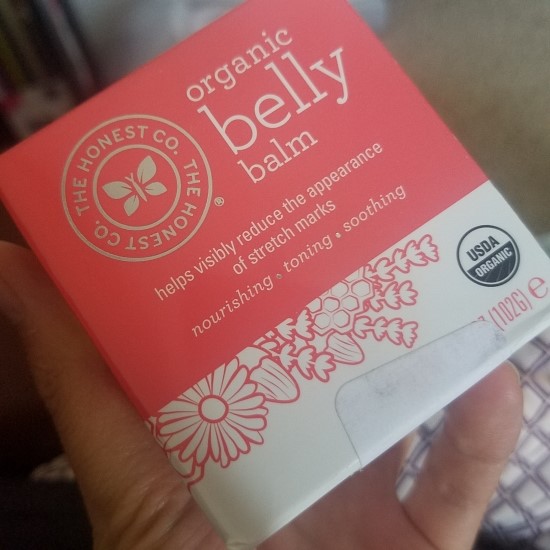 organic
belly
balm
THE HONEST CO. THE HONEST CO.
®
helps visibly reduce the appearance
of stretch marks
nourishing • toning • soothing
USDA
ORGANIC
(102G) e